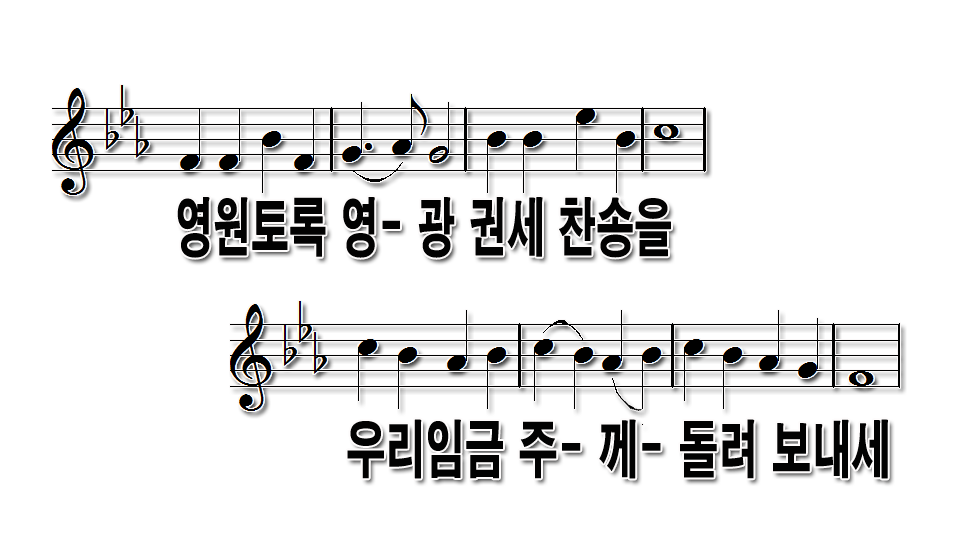 영원토록 영- 광 권세 찬송을
우리임금 주- 께- 돌려 보내세